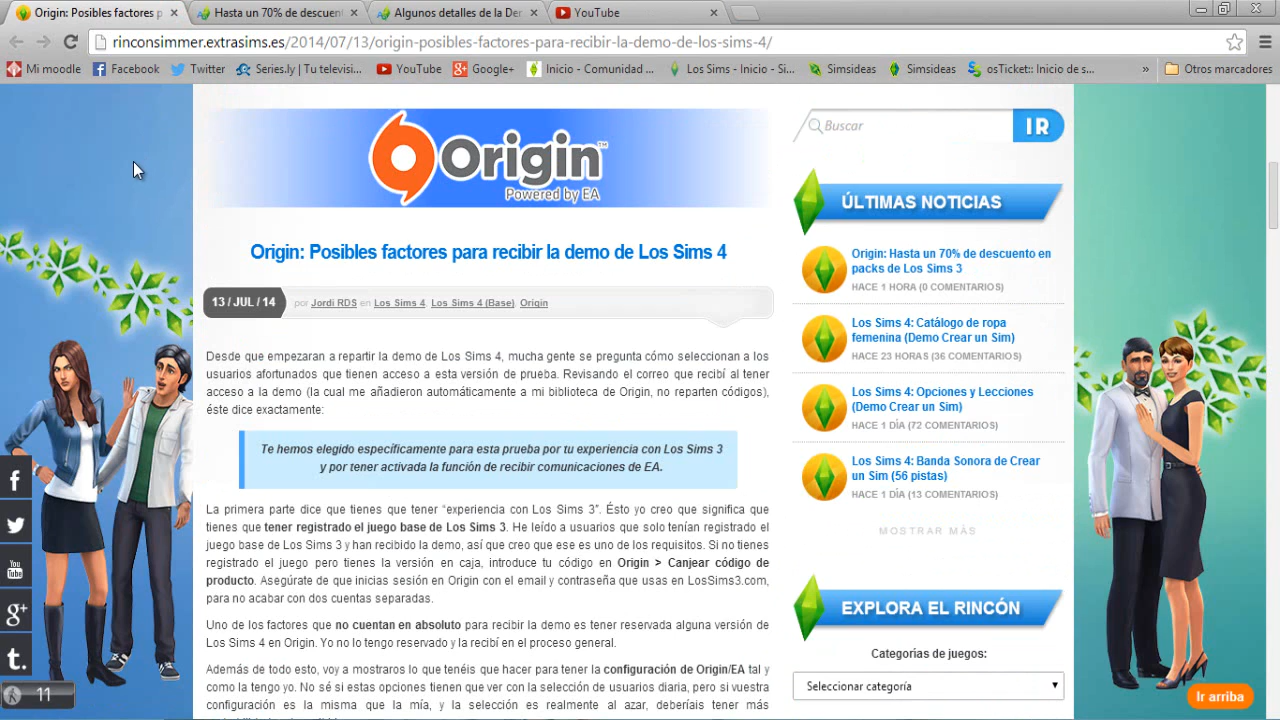 Origin: Posibles factores p
Hasta un 70% de descuen
Algunos detalles de la De
YouTube
rinconsimmer.extrasims.es/2014/07/13/origin-posibles-factores-para-recibir-la-demo-de-los-sims-4/
Mi moodle
Facebook
Twitter
Series.ly : Tu televi...
YouTube
Google+
Inicio - Comunidad ...
Los Sims - Inicio - Si...
Simsideas
Simsideas
osTicket:: Inicio de s...
»
Otros marcadores
Origin™
Powered by EA
Origin: Posibles factores para recibir la demo de Los Sims 4
13 / JUL / 14
por Jordi RDS en Los Sims 4, Los Sims 4 (Base), Origin
Desde que empezaran a repartir la demo de Los Sims 4, mucha gente se pregunta cómo seleccionan a los
usuarios afortunados que tienen acceso a esta versión de prueba. Revisando el correo que recibí al tener
acceso a la demo (la cual me añadieron automáticamente a mi biblioteca de Origin, no reparten códigos),
éste dice exactamente:
Te hemos elegido específicamente para esta prueba por tu experiencia con Los Sims 3
y por tener activada la función de recibir comunicaciones de EA.
La primera parte dice que tienes que tener “experiencia con Los Sims 3”. Ésto yo creo que significa que
tienes que tener registrado el juego base de Los Sims 3. He leído a usuarios que solo tenían registrado el
juego base de Los Sims 3 y han recibido la demo, así que creo que ese es uno de los requisitos. Si no tienes
registrado el juego pero tienes la versión en caja, introduce tu código en Origin > Canjear código de
producto. Asegúrate de que inicias sesión en Origin con el email y contraseña que usas en LosSims3.com,
para no acabar con dos cuentas separadas.
Uno de los factores que no cuentan en absoluto para recibir la demo es tener reservada alguna versión de
Los Sims 4 en Origin. Yo no lo tengo reservado y la recibí en el proceso general.
Además de todo esto, voy a mostraros lo que tenéis que hacer para tener la configuración de Origin/EA tal y
como la tengo yo. No sé si estas opciones tienen que ver con la selección de usuarios diaria, pero si vuestra
configuración es la misma que la mía, y la selección es realmente al azar, deberíais tener más
Buscar
IR
ÚLTIMAS NOTICIAS
Origin: Hasta un 70% de descuento en
packs de Los Sims 3
HACE 1 HORA (0 COMENTARIOS)
Los Sims 4: Catálogo de ropa
femenina (Demo Crear un Sim)
HACE 23 HORAS (36 COMENTARIOS)
Los Sims 4: Opciones y Lecciones
(Demo Crear un Sim)
HACE 1 DÍA (72 COMENTARIOS)
Los Sims 4: Banda Sonora de Crear
un Sim (56 pistas)
HACE 1 DÍA (13 COMENTARIOS)
MOSTRAR MÁS
EXPLORA EL RINCÓN
Categorías de juegos:
Seleccionar categoría
f
You
Tube
g+
t.
11
Ir arriba